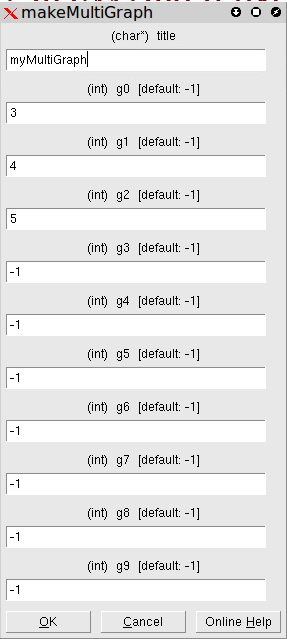 makeMultiGraph
(char*) title
myMultiGraph
(int) g0 [default: -1]
3
(int) g1 [default: -1]
4
(int) g2 [default: -1]
5
(int) g3 [default: -1]
-1
(int) g4 [default: -1]
-1
(int) g5 [default: -1]
-1
(int) g6 [default: -1]
-1
(int) g7 [default: -1]
-1
(int) g8 [default: -1]
-1
(int) g9 [default: -1]
-1
OK Cancel Online Help